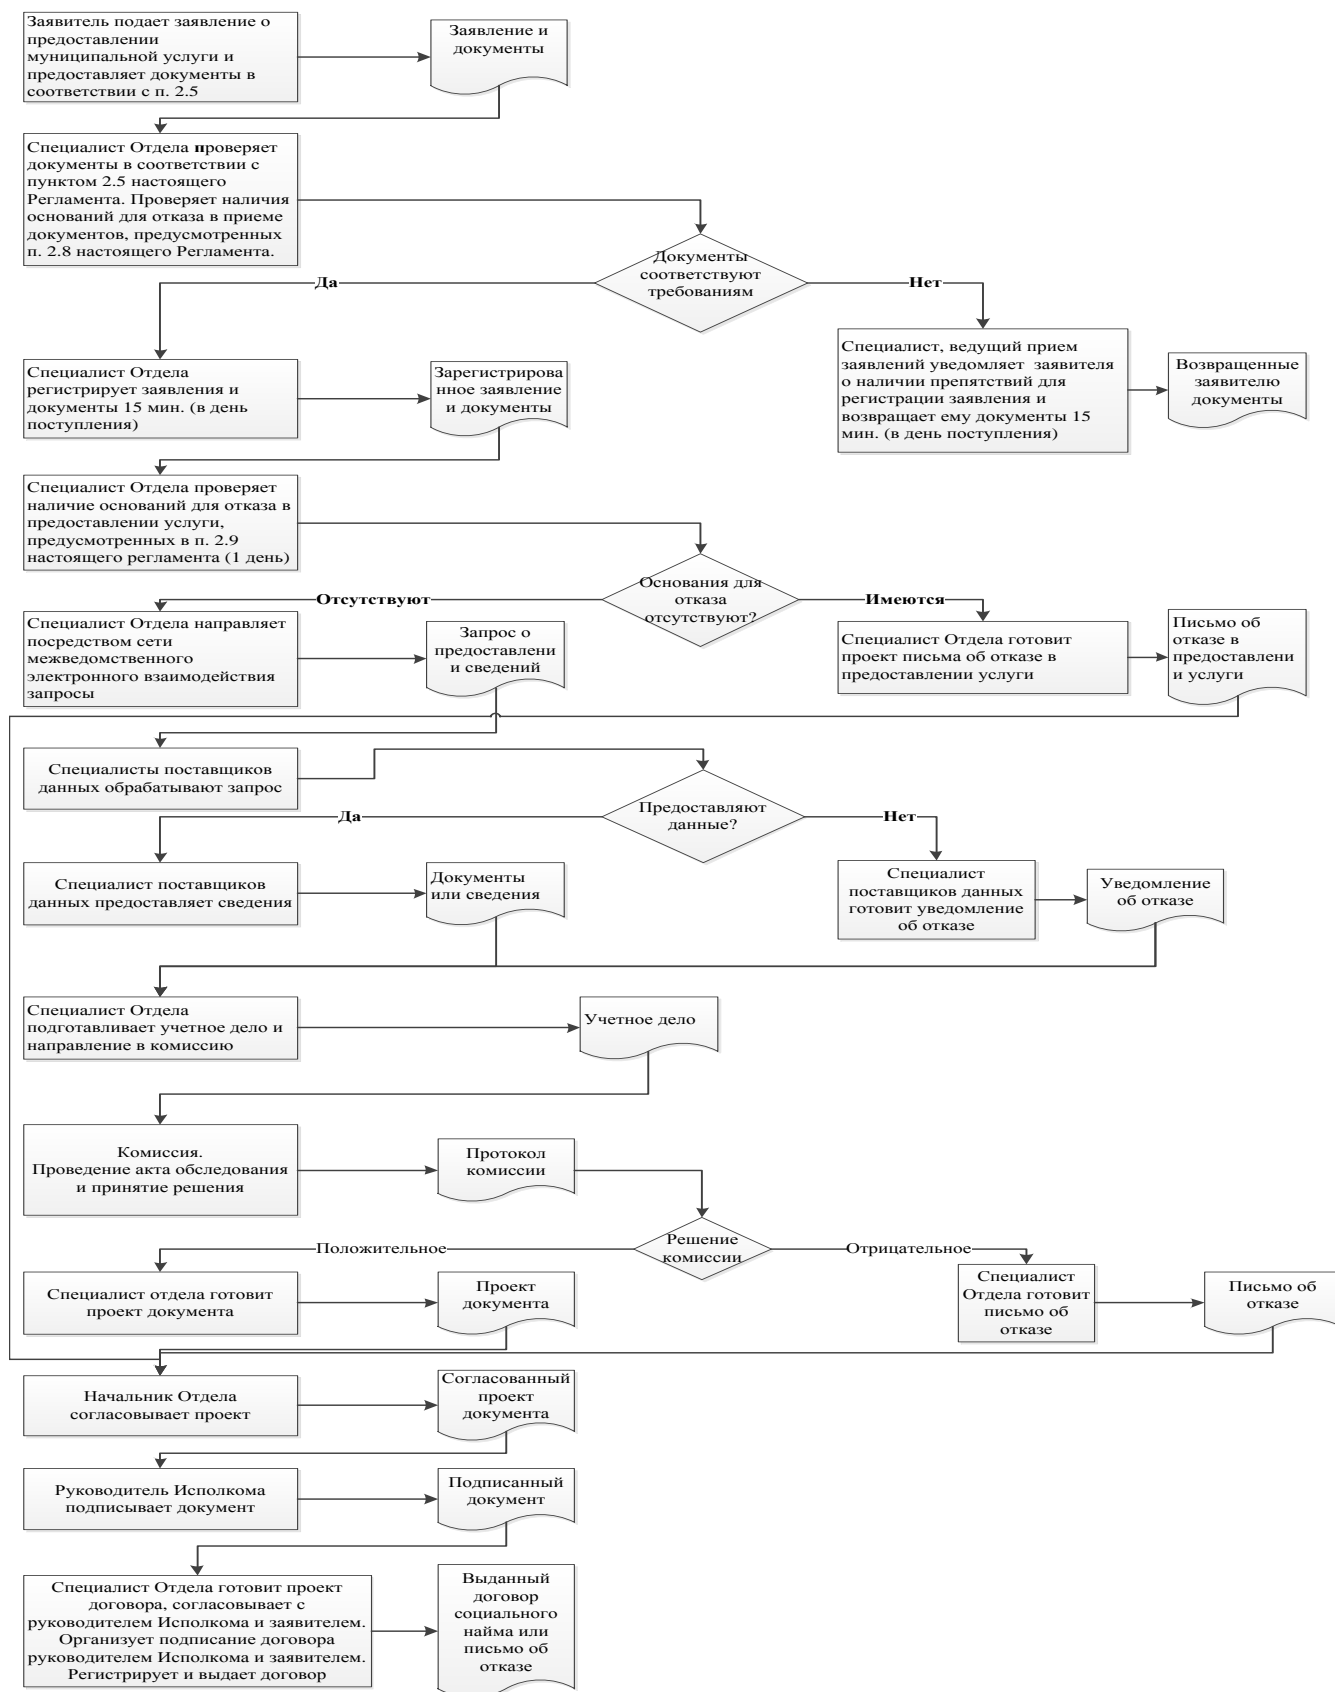 Заявитель подает заявление о
предоставлении
муниципальной услуги и
предоставляет документы в
соответствии с п. 2.5
Заявление и
документы
Специалист Отдела проверяет
документы в соответствии с
пунктом 2.5 настоящего
Регламента. Проверяет наличия
оснований для отказа в приеме
документов, предусмотренных
п. 2.8 настоящего Регламента.
Документы
соответствуют
требованиям
Да
Нет
Специалист Отдела
регистрирует заявления и
документы 15 мин. (в день
поступления)
Зарегистрирова
нное заявление
и документы
Специалист, ведущий прием
заявлений уведомляет заявителя
о наличии препятствий для
регистрации заявления и
возвращает ему документы 15
мин. (в день поступления)
Возвращенные
заявителю
документы
Специалист Отдела проверяет
наличие оснований для отказа в
предоставлении услуги,
предусмотренных в п. 2.9
настоящего регламента (1 день)
Основания для
отказа
отсутствуют?
Отсутствуют
Имеются
Специалист Отдела направляет
посредством сети
межведомственного
электронного взаимодействия
запросы
Запрос о
предоставлени
и сведений
Специалист Отдела готовит
проект письма об отказе в
предоставлении услуги
Письмо об
отказе в
предоставлени
и услуги
Специалисты поставщиков
данных обрабатывают запрос
Предоставляют
данные?
Да
Нет
Специалист поставщиков
данных предоставляет сведения
Документы
или сведения
Специалист
поставщиков данных
готовит уведомление
об отказе
Уведомление
об отказе
Специалист Отдела
подготавливает учетное дело и
направление в комиссию
Учетное дело
Комиссия.
Проведение акта обследования
и принятие решения
Протокол
комиссии
Решение
комиссии
Положительное
Отрицательное
Специалист отдела готовит
проект документа
Проект
документа
Специалист
Отдела готовит
письмо об
отказе
Письмо об
отказе
Начальник Отдела
согласовывает проект
Согласованный
проект
документа
Руководитель Исполкома
подписывает документ
Подписанный
документ
Специалист Отдела готовит проект
договора, согласовывает с
руководителем Исполкома и заявителем.
Организует подписание договора
руководителем Исполкома и заявителем.
Регистрирует и выдает договор
Выданный
договор
социального
найма или
письмо об
отказе